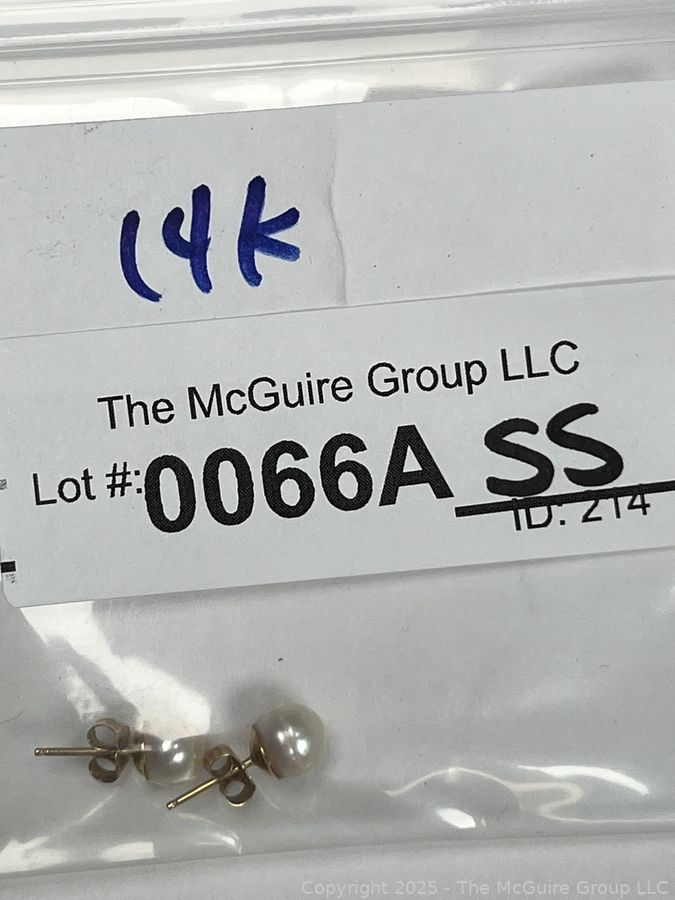 14K
The McGuire Group LLC
Lot #:0066A SS
ID: 214
Copyright 2025 - The McGuire Group LLC